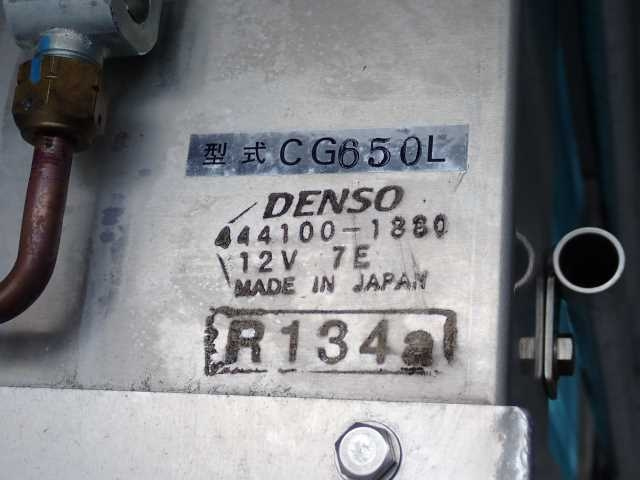 型式 CG650L
DENSO
444100-1880
12V 7E
MADE IN JAPAN
R134a